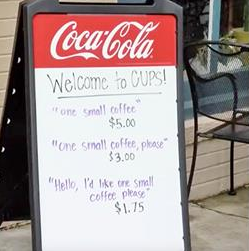 Coca-Cola
Welcome to CUPS!
"One small coffee"
$5.00
"One small coffee, please"
$3.00
"Hello, I'd like one small
coffee please"
$1.75